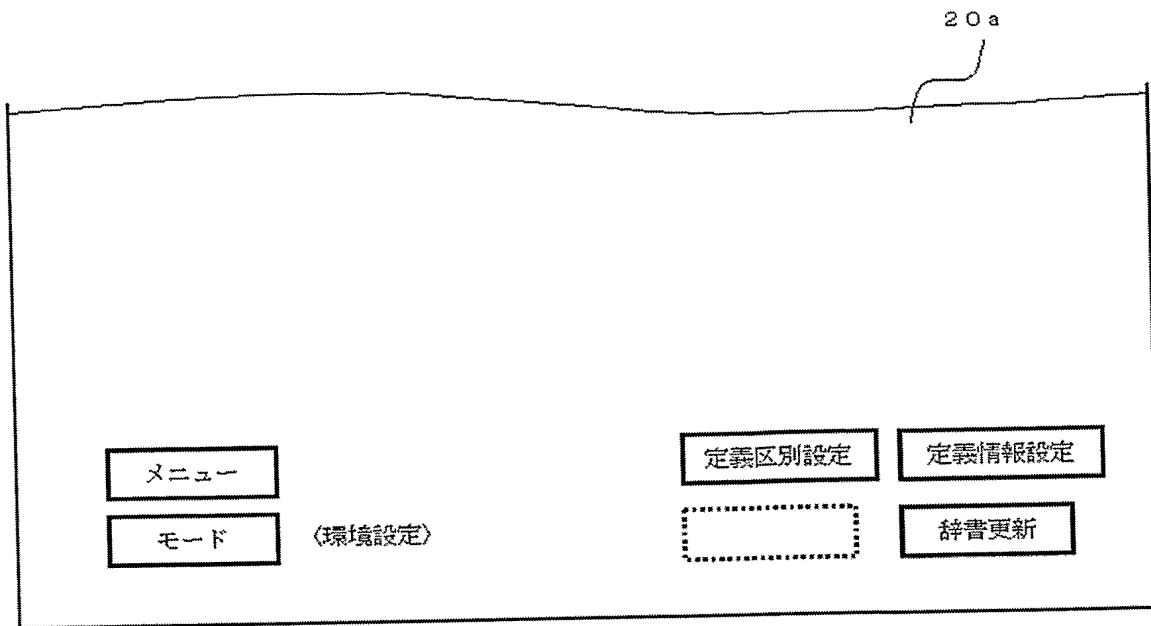 ２０ａ
メニュー
定義区別設定
定義情報設定
モード
〈環境設定〉
辞書更新